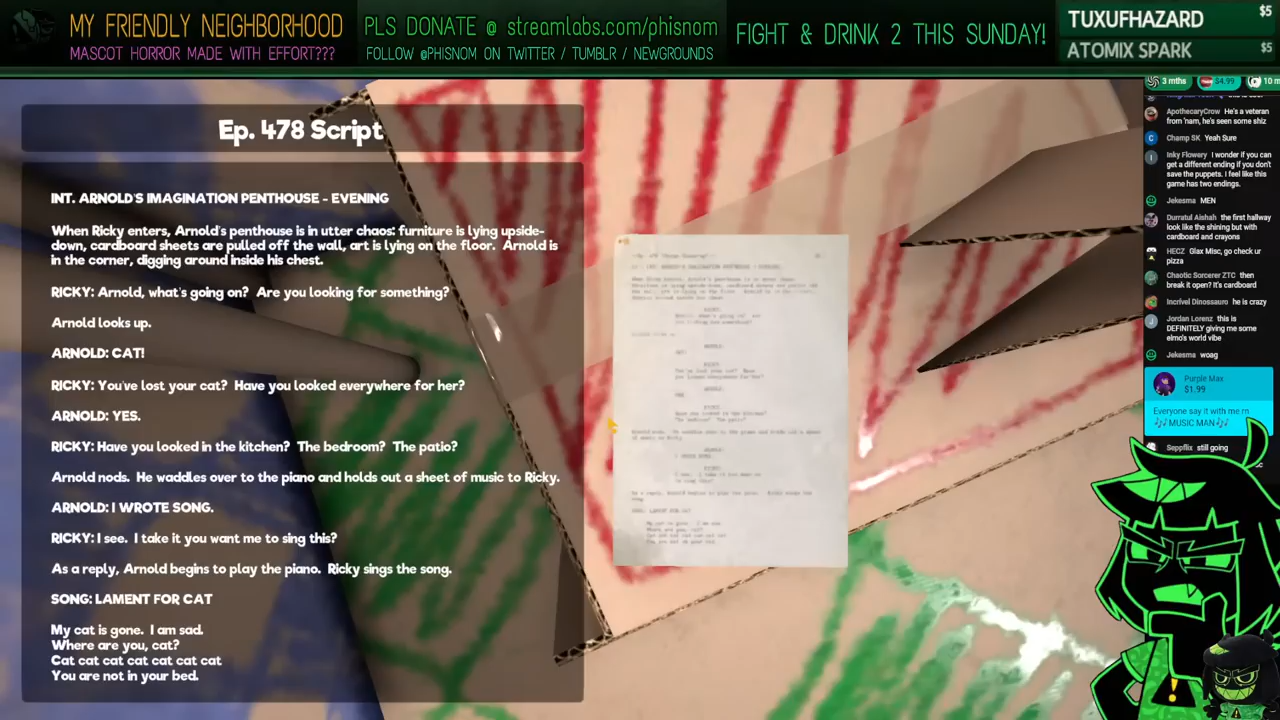 MY FRIENDLY NEIGHBORHOOD
MASCOT HORROR MADE WITH EFFORT???
PLS DONATE @ streamlabs.com/phisnom
FOLLOW @PHISNOM ON TWITTER / TUMBLR / NEWGROUNDS
FIGHT & DRINK 2 THIS SUNDAY!
TUXUFHAZARD $5
ATOMIX SPARK $5
Ep. 478 Script
INT. ARNOLD'S IMAGINATION PENTHOUSE - EVENING
When Ricky enters, Arnold's penthouse is in utter chaos: furniture is lying upside-
down, cardboard sheets are pulled off the wall, art is lying on the floor. Arnold is
in the corner, digging around inside his chest.
RICKY: Arnold, what's going on? Are you looking for something?
Arnold looks up.
ARNOLD: CAT!
RICKY: You've lost your cat? Have you looked everywhere for her?
ARNOLD: YES.
RICKY: Have you looked in the kitchen? The bedroom? The patio?
Arnold nods. He waddles over to the piano and holds out a sheet of music to Ricky.
ARNOLD: I WROTE SONG.
RICKY: I see. I take it you want me to sing this?
As a reply, Arnold begins to play the piano. Ricky sings the song.
SONG: LAMENT FOR CAT
My cat is gone. I am sad.
Where are you, cat?
Cat cat cat cat cat cat cat
You are not in your bed.
3 mths
$4.99
10 m
ApothecaryCrow He's a veteran
from 'nam, he's seen some shiz
Champ SK Yeah Sure
Inky Flowery I wonder if you can
get a different ending if you don't
save the puppets. I feel like this
game has two endings.
Jekesma MEN
Durratul Aishah the first hallway
look like the shining but with
cardboard and crayons
HECZ Glax Misc, go check ur
pizza
Chaotic Sorcerer ZTC then
break it open? It's cardboard
Incrível Dinosauro he is crazy
Jordan Lorenz this is
DEFINITELY giving me some
elmo's world vibe
Jekesma woag
Purple Max
$1.99
Everyone say it with me rn
🎶MUSIC MAN🎶
Seppflix still going